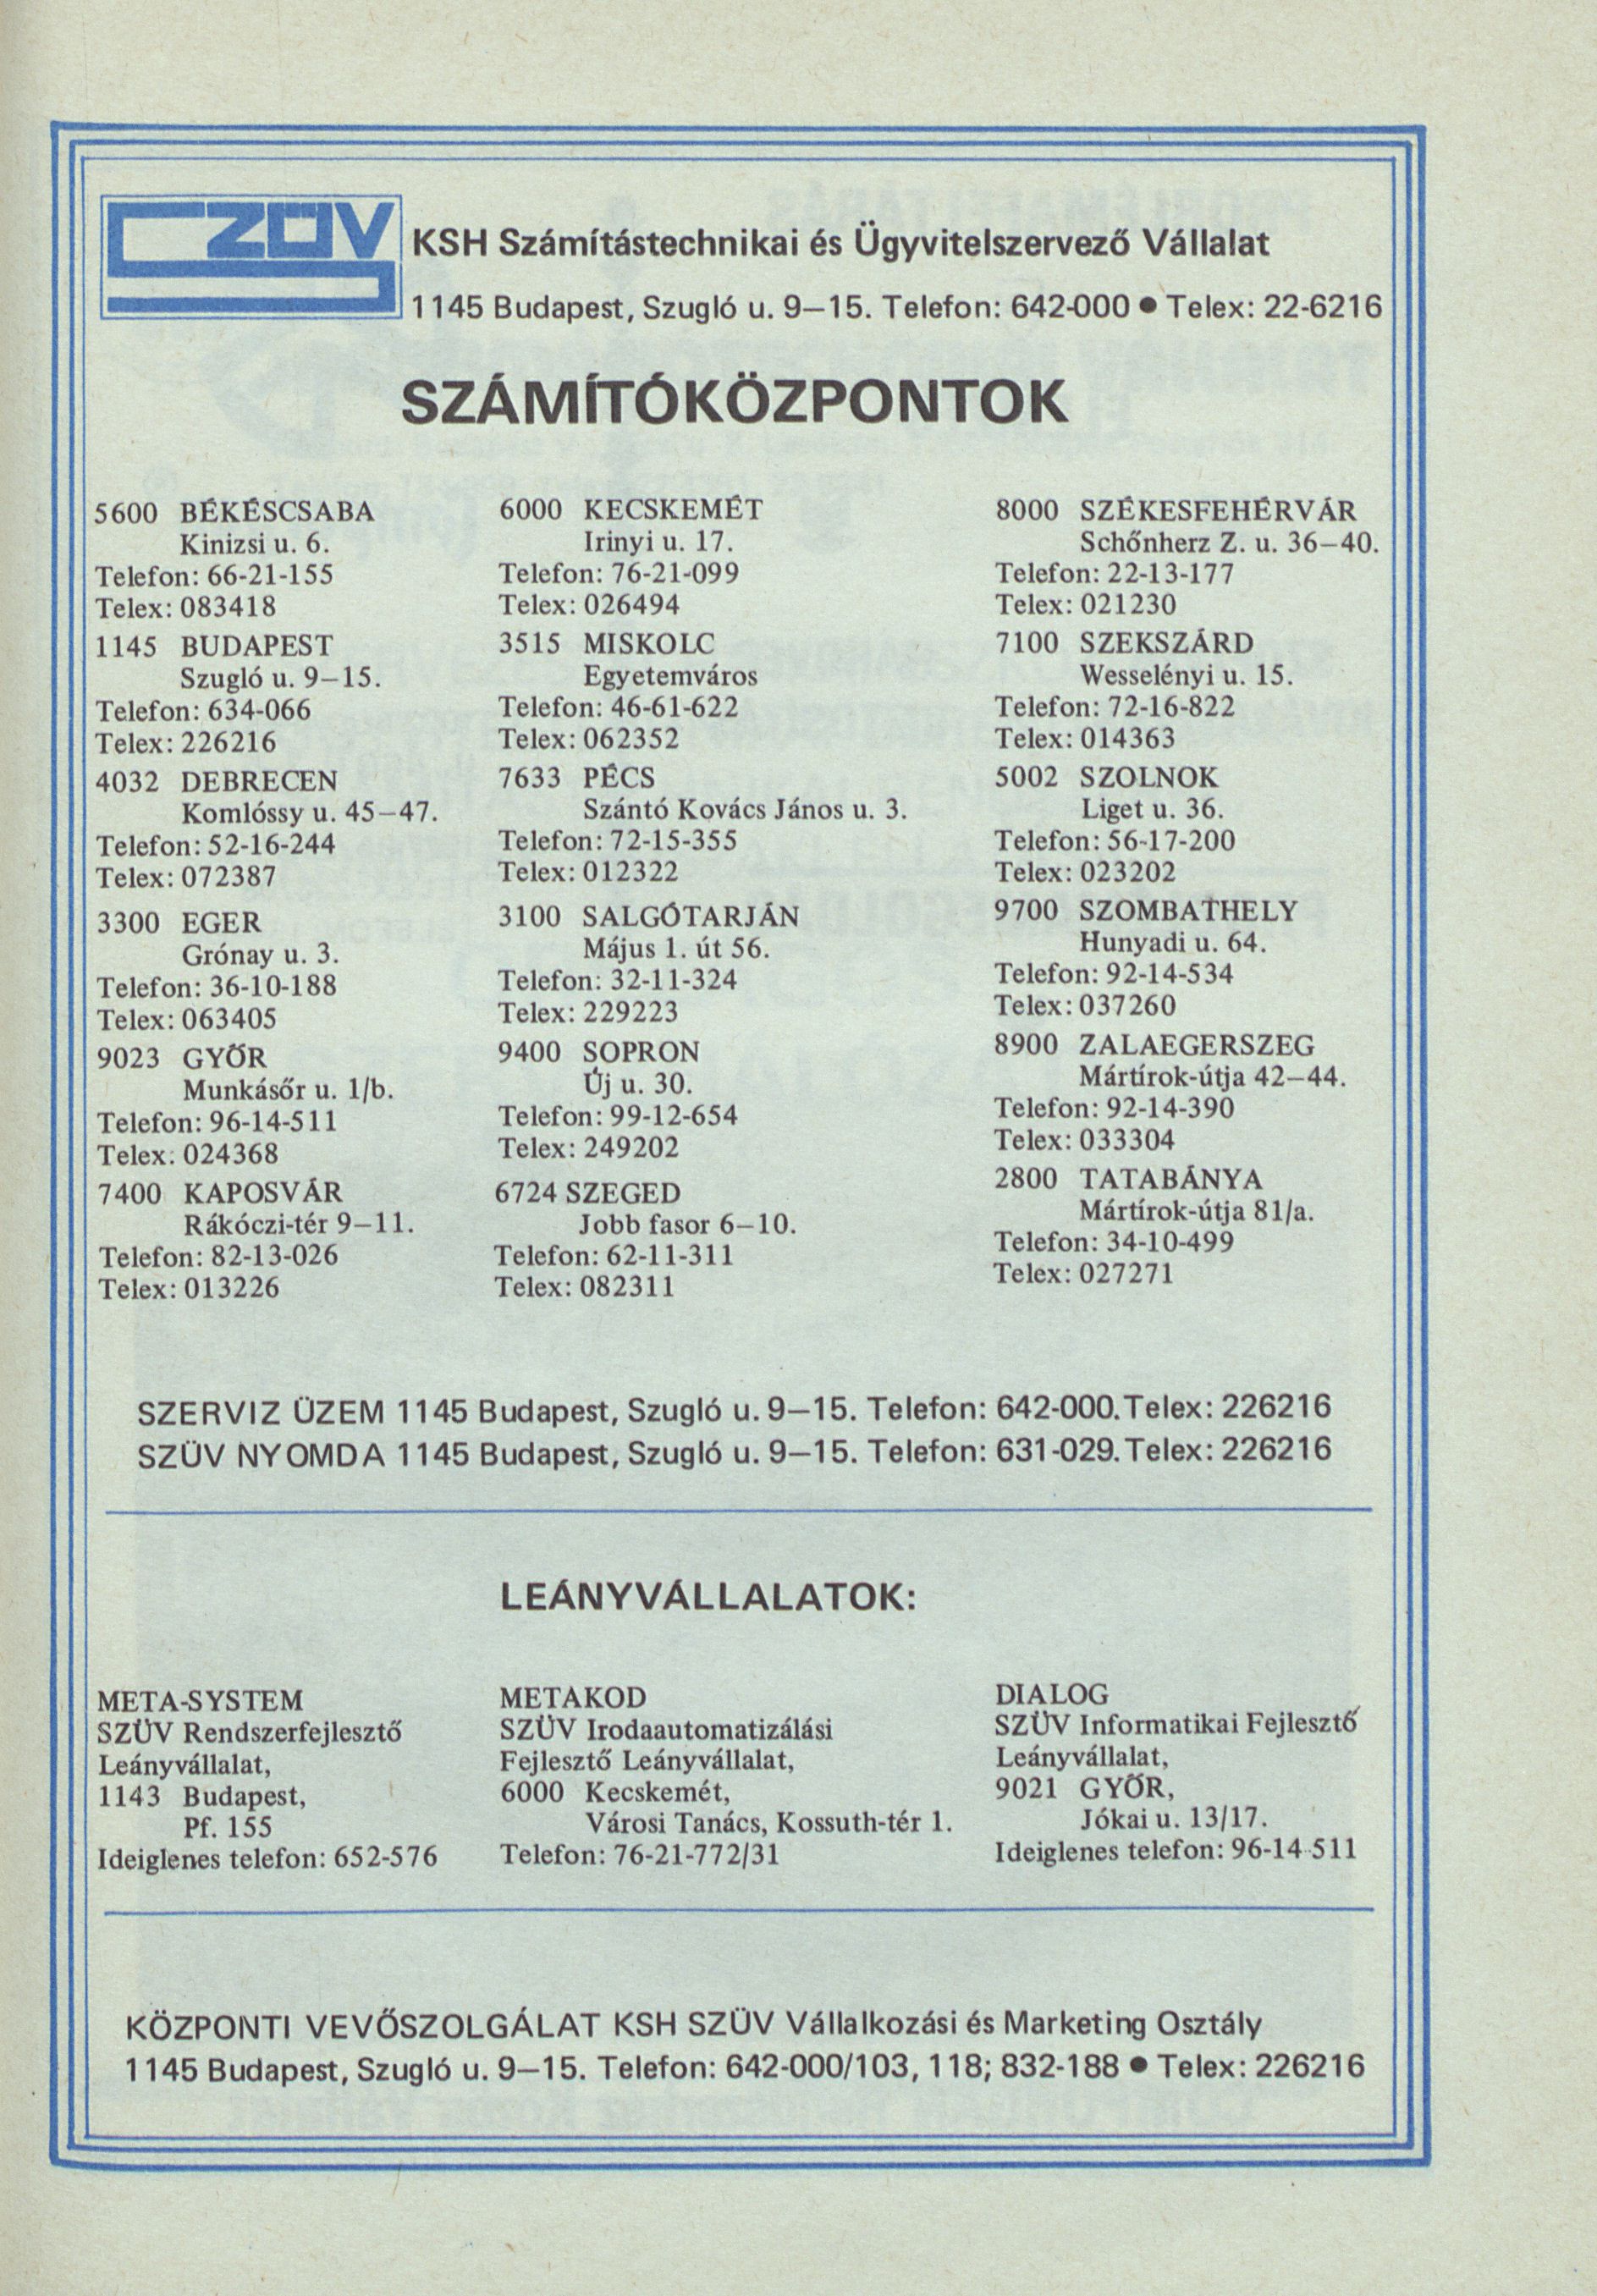 SZÜV
KSH Számítástechnikai és Ügyvitelszervező Vállalat
1145 Budapest, Szugló u. 9–15. Telefon: 642-000 ● Telex: 22-6216
SZÁMÍTÓKÖZPONTOK
5600 BÉKÉSCSABA
Kinizsi u. 6.
Telefon: 66-21-155
Telex: 083418
1145 BUDAPEST
Szugló u. 9–15.
Telefon: 634-066
Telex: 226216
4032 DEBRECEN
Komlóssy u. 45–47.
Telefon: 52-16-244
Telex: 072387
3300 EGER
Grónay u. 3.
Telefon: 36-10-188
Telex: 063405
9023 GYŐR
Munkásőr u. 1/b.
Telefon: 96-14-511
Telex: 024368
7400 KAPOSVÁR
Rákóczi-tér 9–11.
Telefon: 82-13-026
Telex: 013226
6000 KECSKEMÉT
Irinyi u. 17.
Telefon: 76-21-099
Telex: 026494
3515 MISKOLC
Egyetemváros
Telefon: 46-61-622
Telex: 062352
7633 PÉCS
Szántó Kovács János u. 3.
Telefon: 72-15-355
Telex: 012322
3100 SALGÓTARJÁN
Május 1. út 56.
Telefon: 32-11-324
Telex: 229223
9400 SOPRON
Új u. 30.
Telefon: 99-12-654
Telex: 249202
6724 SZEGED
Jobb fasor 6–10.
Telefon: 62-11-311
Telex: 082311
8000 SZÉKESFEHÉRVÁR
Schőnherz Z. u. 36–40.
Telefon: 22-13-177
Telex: 021230
7100 SZEKSZÁRD
Wesselényi u. 15.
Telefon: 72-16-822
Telex: 014363
5002 SZOLNOK
Liget u. 36.
Telefon: 56-17-200
Telex: 023202
9700 SZOMBATHELY
Hunyadi u. 64.
Telefon: 92-14-534
Telex: 037260
8900 ZALAEGERSZEG
Mártírok-útja 42–44.
Telefon: 92-14-390
Telex: 033304
2800 TATABÁNYA
Mártírok-útja 81/a.
Telefon: 34-10-499
Telex: 027271
SZERVIZ ÜZEM 1145 Budapest, Szugló u. 9–15. Telefon: 642-000. Telex: 226216
SZÜV NYOMDA 1145 Budapest, Szugló u. 9–15. Telefon: 631-029. Telex: 226216
LEÁNYVÁLLALATOK:
META-SYSTEM
SZÜV Rendszerfejlesztő
Leányvállalat,
1143 Budapest,
Pf. 155
Ideiglenes telefon: 652-576
METAKOD
SZÜV Irodaautomatizálási
Fejlesztő Leányvállalat,
6000 Kecskemét,
Városi Tanács, Kossuth-tér 1.
Telefon: 76-21-772/31
DIALOG
SZÜV Informatikai Fejlesztő
Leányvállalat,
9021 GYŐR,
Jókai u. 13/17.
Ideiglenes telefon: 96-14-511
KÖZPONTI VEVŐSZOLGÁLAT KSH SZÜV Vállalkozási és Marketing Osztály
1145 Budapest, Szugló u. 9–15. Telefon: 642-000/103, 118; 832-188 ● Telex: 226216